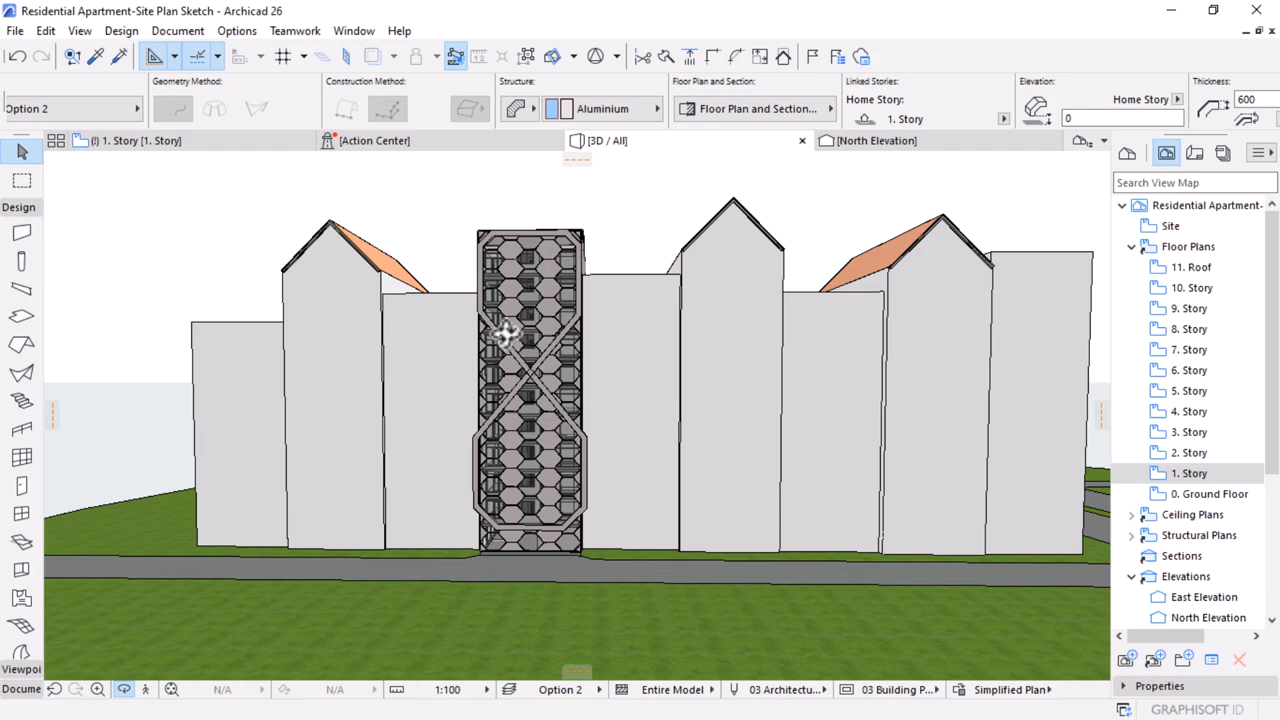 Residential Apartment-Site Plan Sketch - Archicad 26
File Edit View Design Document Options Teamwork Window Help
Geometry Method: Construction Method: Structure: Floor Plan and Section: Linked Stories: Elevation: Thickness:
Option 2 Aluminium Floor Plan and Section... Home Story: 1. Story Home Story 0 600
(!) 1. Story [1. Story] [Action Center] [3D / All] [North Elevation]
Design
Viewpoi
Docume
Search View Map
Residential Apartment-
Site
Floor Plans
11. Roof
10. Story
9. Story
8. Story
7. Story
6. Story
5. Story
4. Story
3. Story
2. Story
1. Story
0. Ground Floor
Ceiling Plans
Structural Plans
Sections
Elevations
East Elevation
North Elevation
Properties
N/A N/A 1:100 Option 2 Entire Model 03 Architectu... 03 Building P... Simplified Plan
GRAPHISOFT ID